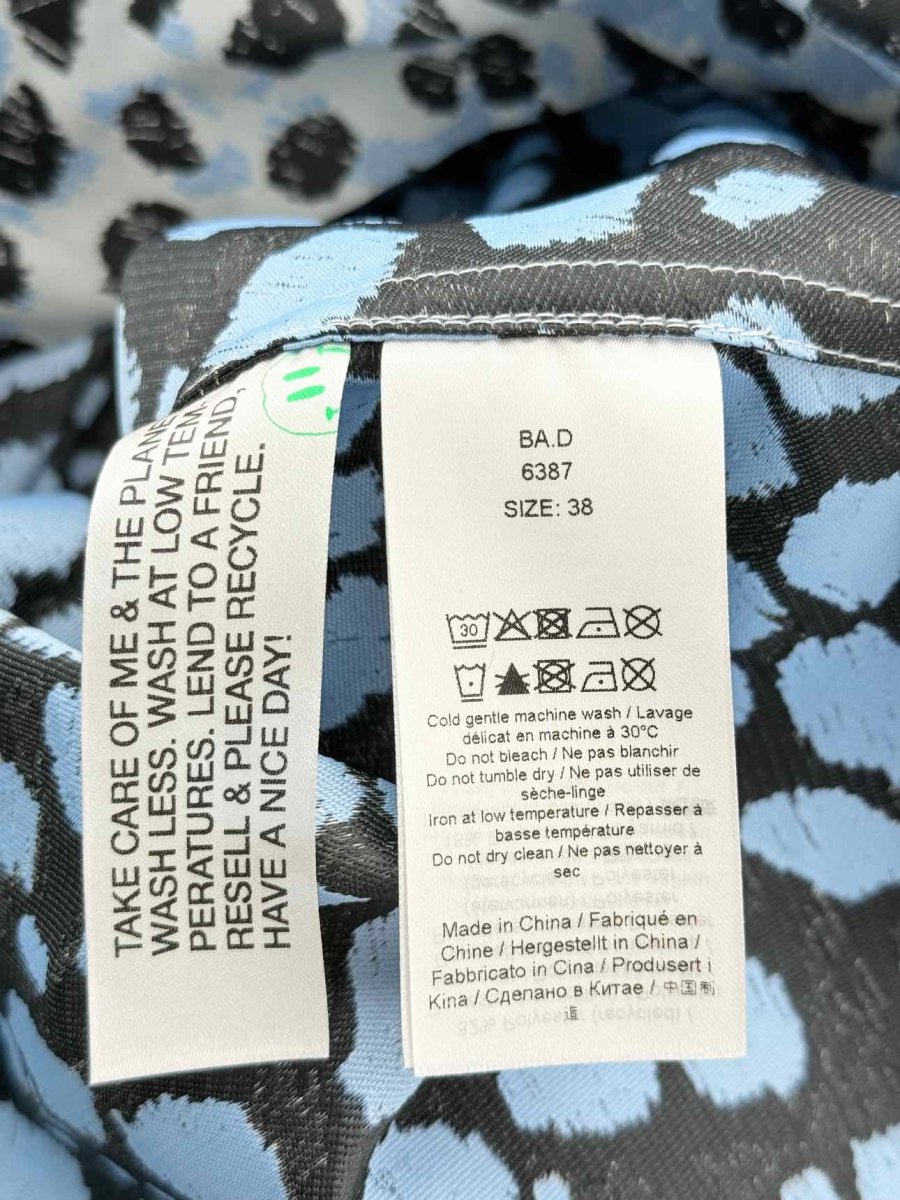 TAKE CARE OF ME & THE PLANE
WASH LESS. WASH AT LOW TEM
PERATURES. LEND TO A FRIEND,
RESELL & PLEASE RECYCLE.
HAVE A NICE DAY!
BA.D
6387
SIZE: 38
30
Cold gentle machine wash / Lavage
délicat en machine à 30°C
Do not bleach / Ne pas blanchir
Do not tumble dry / Ne pas utiliser de
sèche-linge
Iron at low temperature / Repasser à
basse température
Do not dry clean / Ne pas nettoyer à
sec
Made in China / Fabriqué en
Chine / Hergestellt in China /
Fabbricato in Cina / Produsert i
Kina / Сделано в Китае / 中国制
造